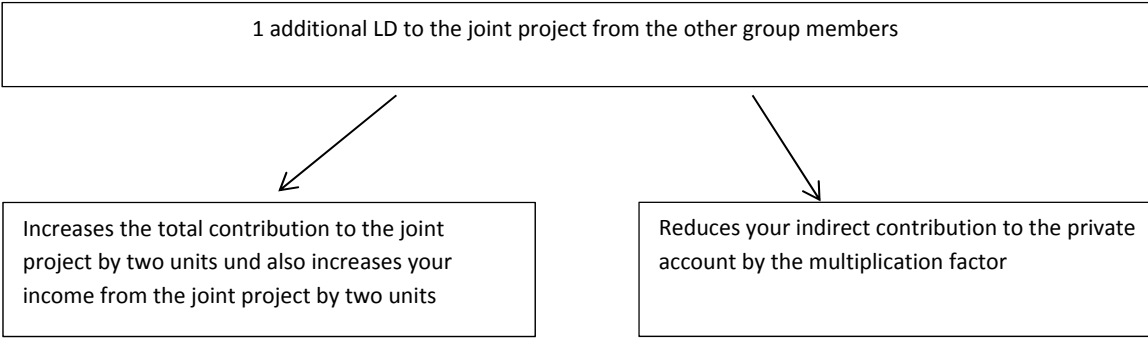 1 additional LD to the joint project from the other group members
Increases the total contribution to the joint
project by two units und also increases your
income from the joint project by two units
Reduces your indirect contribution to the private
account by the multiplication factor